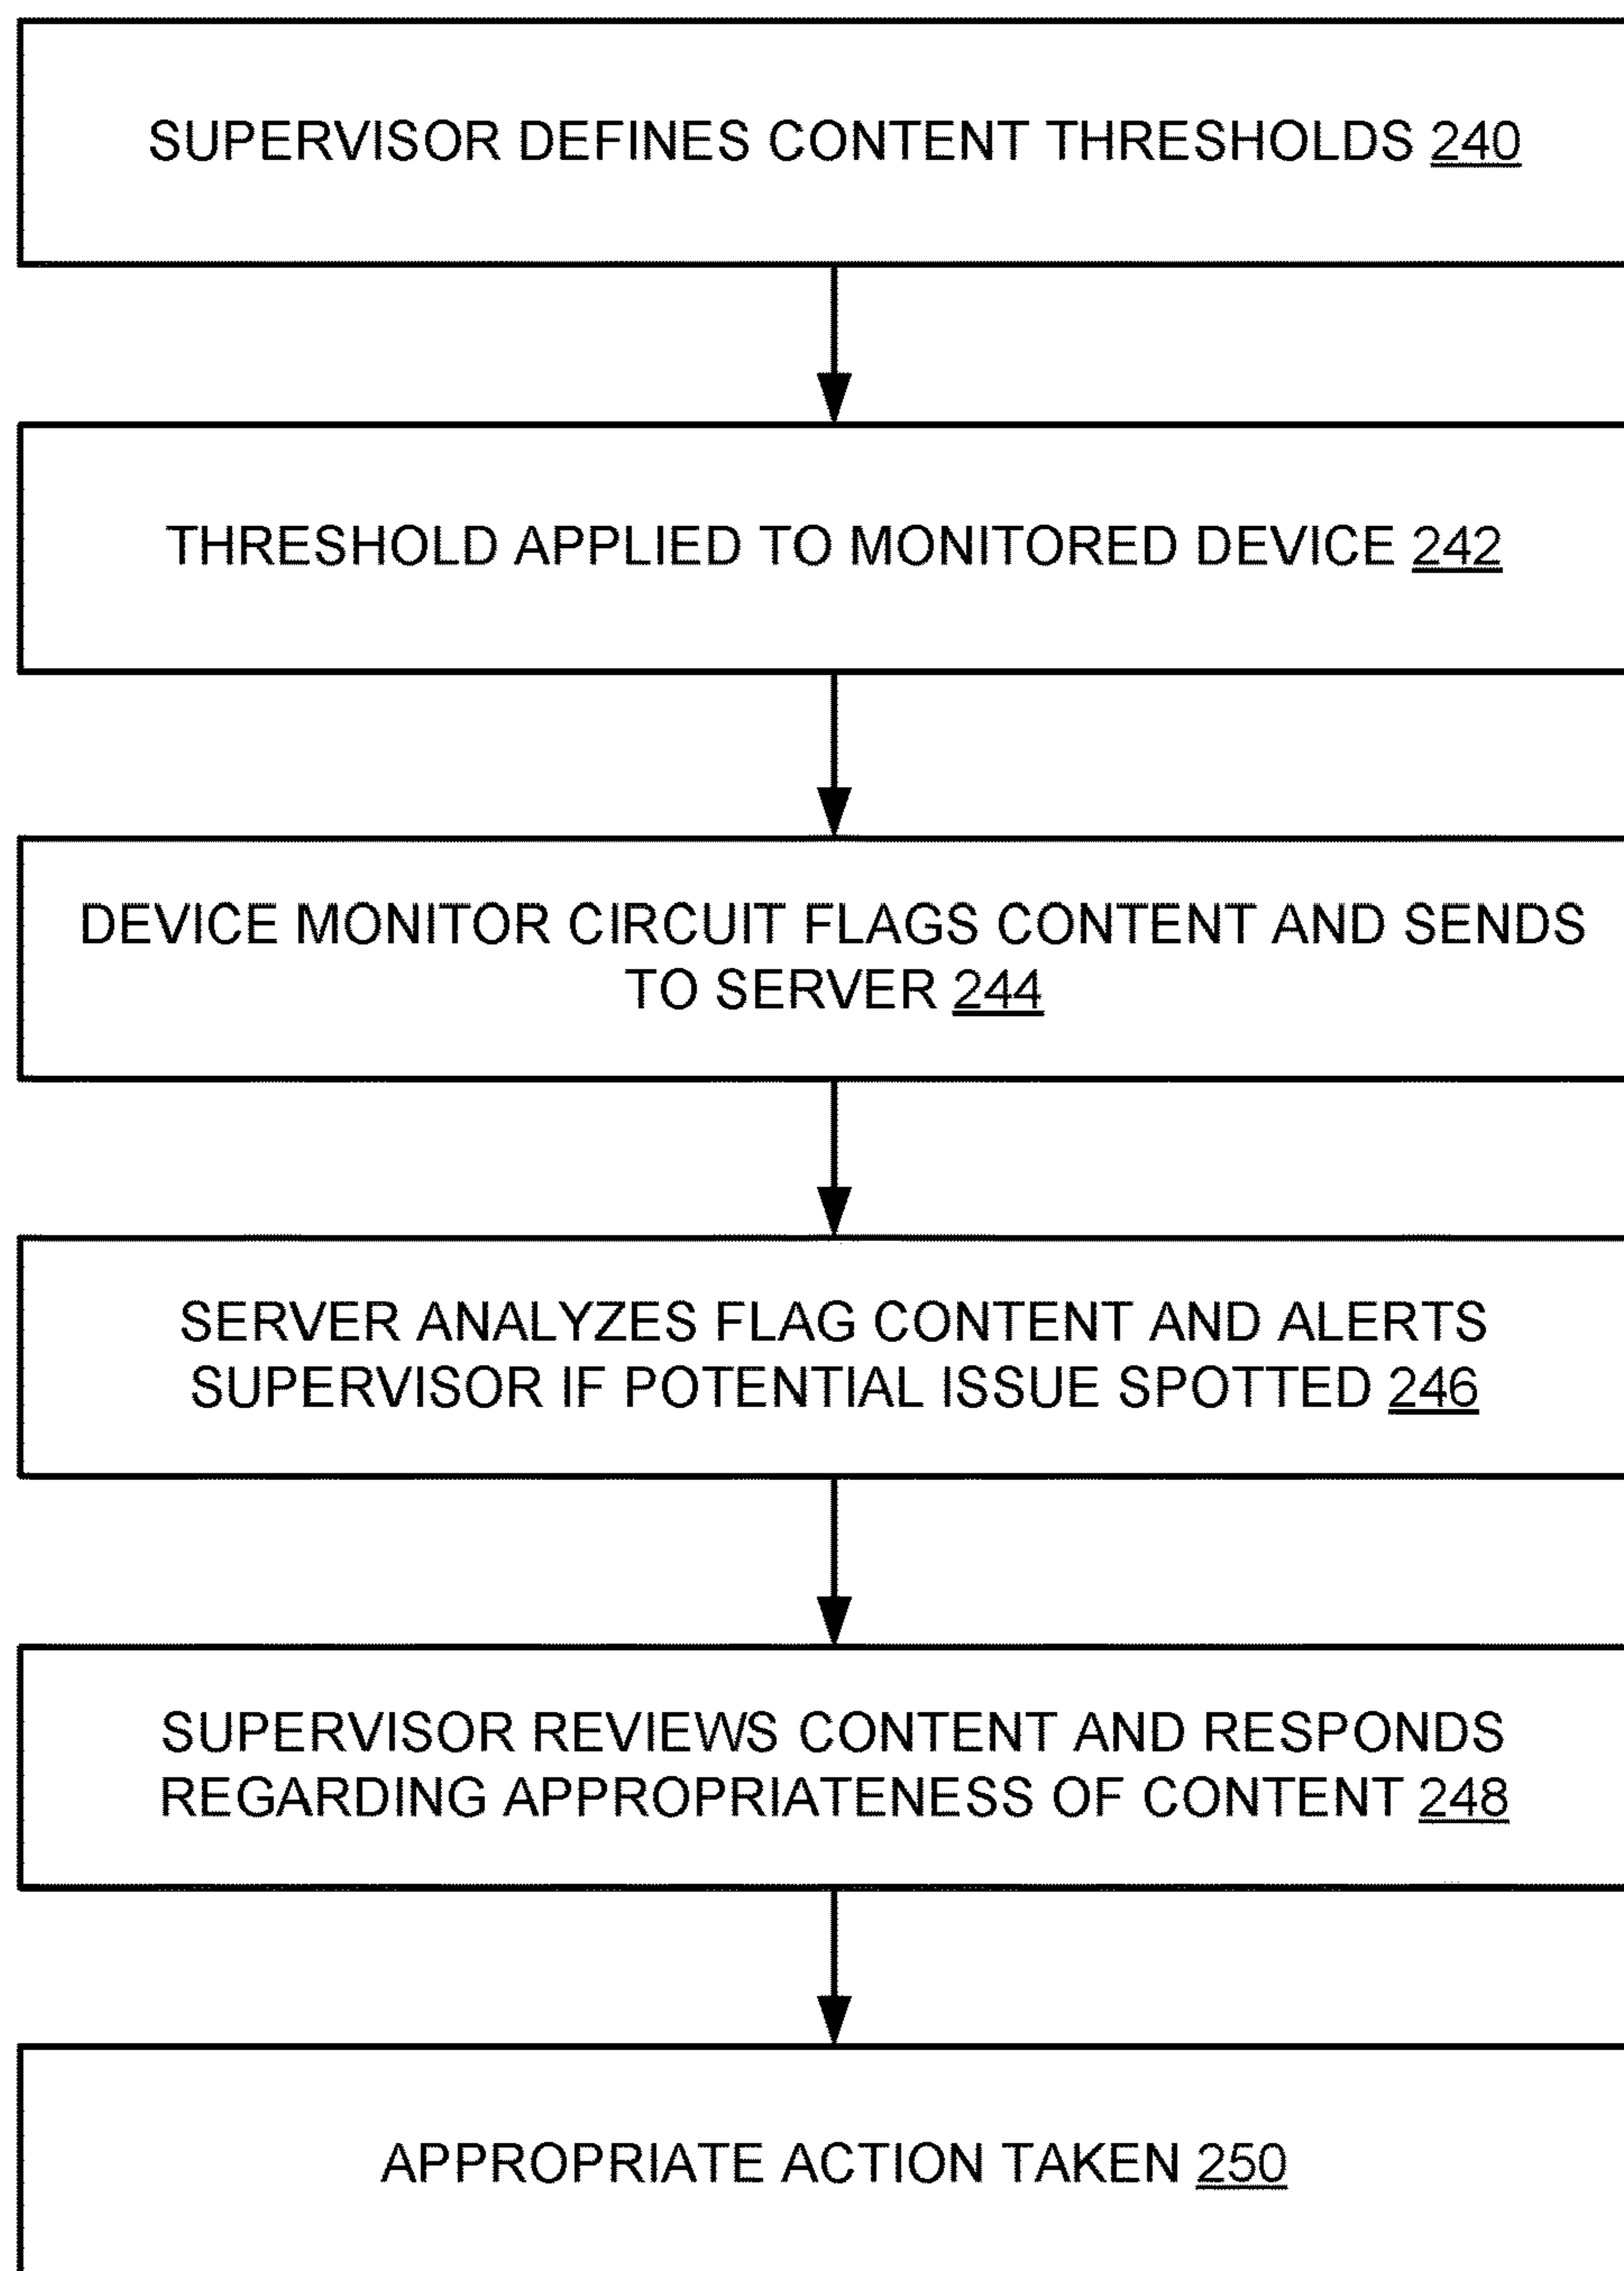 SUPERVISOR DEFINES CONTENT THRESHOLDS 240
THRESHOLD APPLIED TO MONITORED DEVICE 242
DEVICE MONITOR CIRCUIT FLAGS CONTENT AND SENDS
TO SERVER 244
SERVER ANALYZES FLAG CONTENT AND ALERTS
SUPERVISOR IF POTENTIAL ISSUE SPOTTED 246
SUPERVISOR REVIEWS CONTENT AND RESPONDS
REGARDING APPROPRIATENESS OF CONTENT 248
APPROPRIATE ACTION TAKEN 250